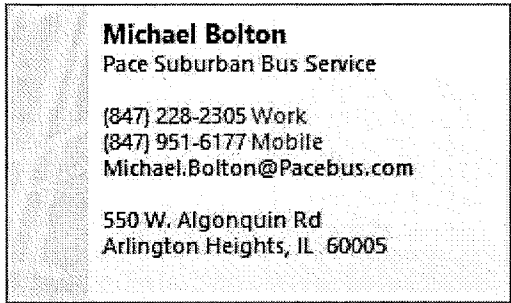 Michael Bolton
Pace Suburban Bus Service
(847) 228-2305 Work
(847) 951-6177 Mobile
Michael.Bolton@Pacebus.com
550 W. Algonquin Rd
Arlington Heights, IL 60005